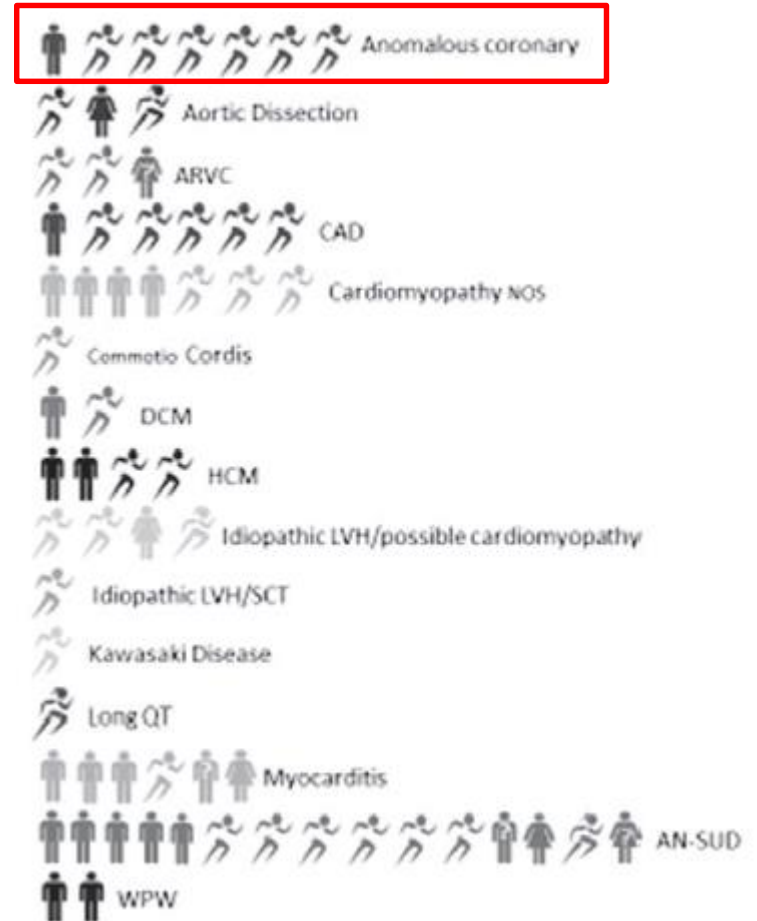 Anomalous coronary
Aortic Dissection
ARVC
CAD
Cardiomyopathy NOS
Commotio Cordis
DCM
HCM
Idiopathic LVH/possible cardiomyopathy
Idiopathic LVH/SCT
Kawasaki Disease
Long QT
Myocarditis
AN-SUD
WPW